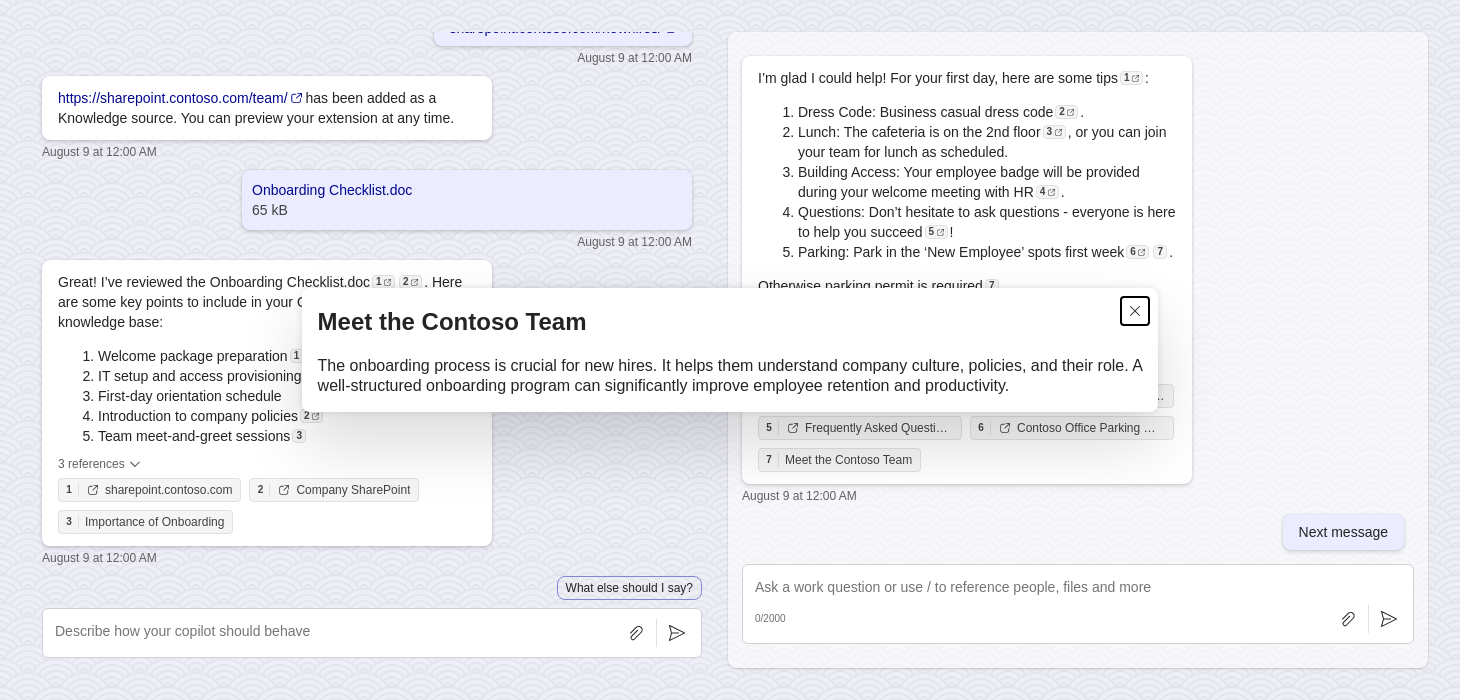 August 9 at 12:00 AM
https://sharepoint.contoso.com/team/ has been added as a
Knowledge source. You can preview your extension at any time.
August 9 at 12:00 AM
Onboarding Checklist.doc
65 kB
August 9 at 12:00 AM
Great! I've reviewed the Onboarding Checklist.doc 1 2 . Here
are some key points to include in your
knowledge base:
1. Welcome package preparation 1
2. IT setup and access provisioning
3. First-day orientation schedule
4. Introduction to company policies 2
5. Team meet-and-greet sessions 3
3 references
1 sharepoint.contoso.com 2 Company SharePoint
3 Importance of Onboarding
August 9 at 12:00 AM
What else should I say?
Describe how your copilot should behave
Meet the Contoso Team
The onboarding process is crucial for new hires. It helps them understand company culture, policies, and their role. A
well-structured onboarding program can significantly improve employee retention and productivity.
I’m glad I could help! For your first day, here are some tips 1 :
1. Dress Code: Business casual dress code 2 .
2. Lunch: The cafeteria is on the 2nd floor 3 , or you can join
your team for lunch as scheduled.
3. Building Access: Your employee badge will be provided
during your welcome meeting with HR 4 .
4. Questions: Don’t hesitate to ask questions - everyone is here
to help you succeed 5 !
5. Parking: Park in the ‘New Employee’ spots first week 6 7 .
Otherwise parking permit is required 7
5 Frequently Asked Questi… 6 Contoso Office Parking …
7 Meet the Contoso Team
August 9 at 12:00 AM
Next message
Ask a work question or use / to reference people, files and more
0/2000